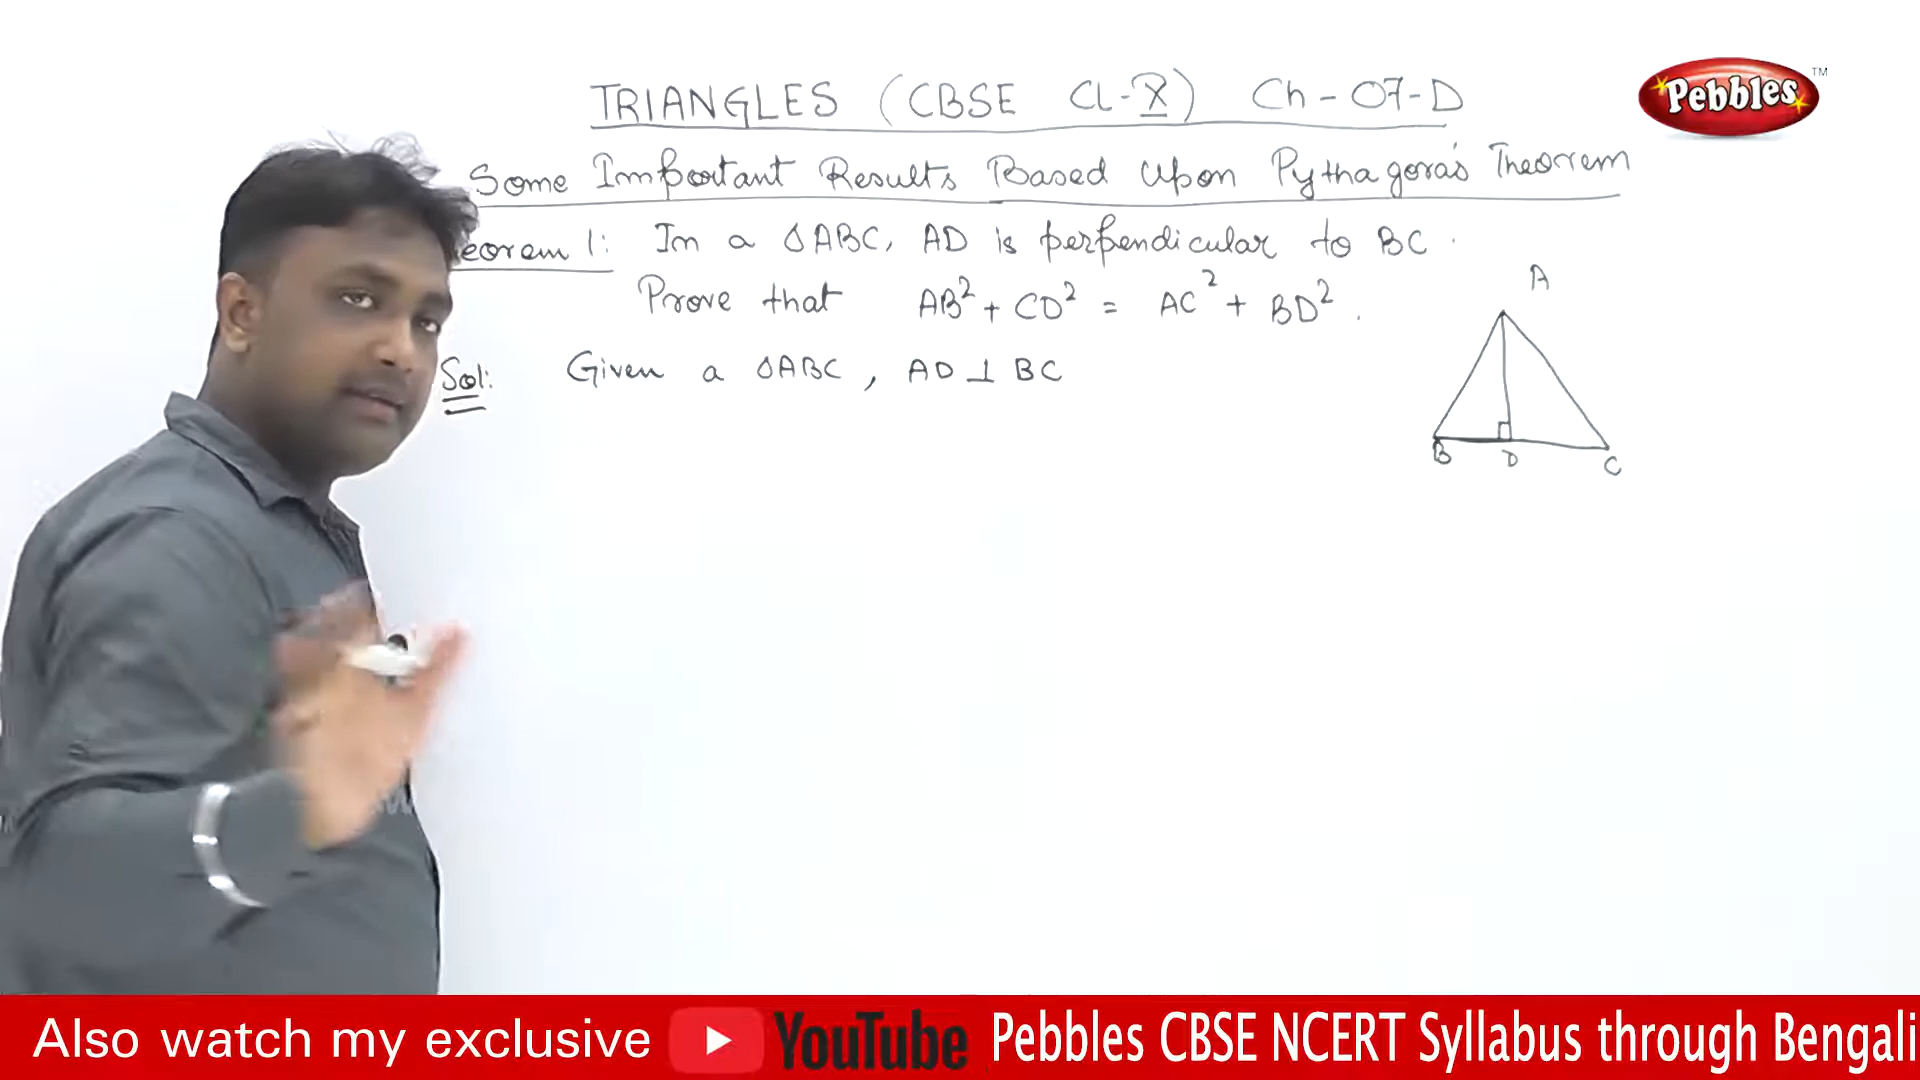 TRIANGLES (CBSE Cl-X) Ch-07-D
Pebbles TM
Some Important Results Based Upon Pythagora's Theorem
eorem 1: In a ΔABC, AD is perpendicular to BC.
Prove that AB² + CD² = AC² + BD².
A
Sol: Given a ΔABC, AD ⊥ BC
B D C
Also watch my exclusive YouTube Pebbles CBSE NCERT Syllabus through Bengali